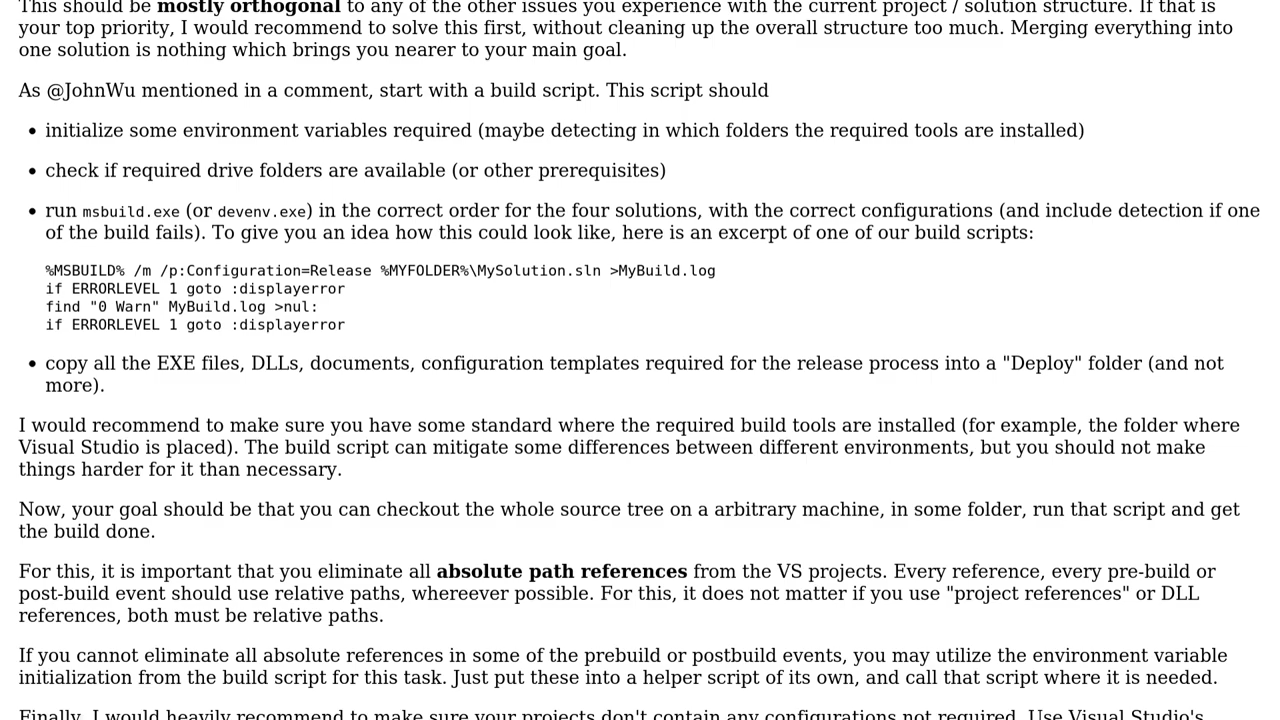 This should be mostly orthogonal to any of the other issues you experience with the current project / solution structure. If that is
your top priority, I would recommend to solve this first, without cleaning up the overall structure too much. Merging everything into
one solution is nothing which brings you nearer to your main goal.
As @JohnWu mentioned in a comment, start with a build script. This script should
• initialize some environment variables required (maybe detecting in which folders the required tools are installed)
• check if required drive folders are available (or other prerequisites)
• run msbuild.exe (or devenv.exe) in the correct order for the four solutions, with the correct configurations (and include detection if one
of the build fails). To give you an idea how this could look like, here is an excerpt of one of our build scripts:
%MSBUILD% /m /p:Configuration=Release %MYFOLDER%\MySolution.sln >MyBuild.log
if ERRORLEVEL 1 goto :displayerror
find "0 Warn" MyBuild.log >nul:
if ERRORLEVEL 1 goto :displayerror
• copy all the EXE files, DLLs, documents, configuration templates required for the release process into a "Deploy" folder (and not
more).
I would recommend to make sure you have some standard where the required build tools are installed (for example, the folder where
Visual Studio is placed). The build script can mitigate some differences between different environments, but you should not make
things harder for it than necessary.
Now, your goal should be that you can checkout the whole source tree on a arbitrary machine, in some folder, run that script and get
the build done.
For this, it is important that you eliminate all absolute path references from the VS projects. Every reference, every pre-build or
post-build event should use relative paths, whereever possible. For this, it does not matter if you use "project references" or DLL
references, both must be relative paths.
If you cannot eliminate all absolute references in some of the prebuild or postbuild events, you may utilize the environment variable
initialization from the build script for this task. Just put these into a helper script of its own, and call that script where it is needed.
Finally, I would heavily recommend to make sure your projects don't contain any configurations not required. Use Visual Studio's